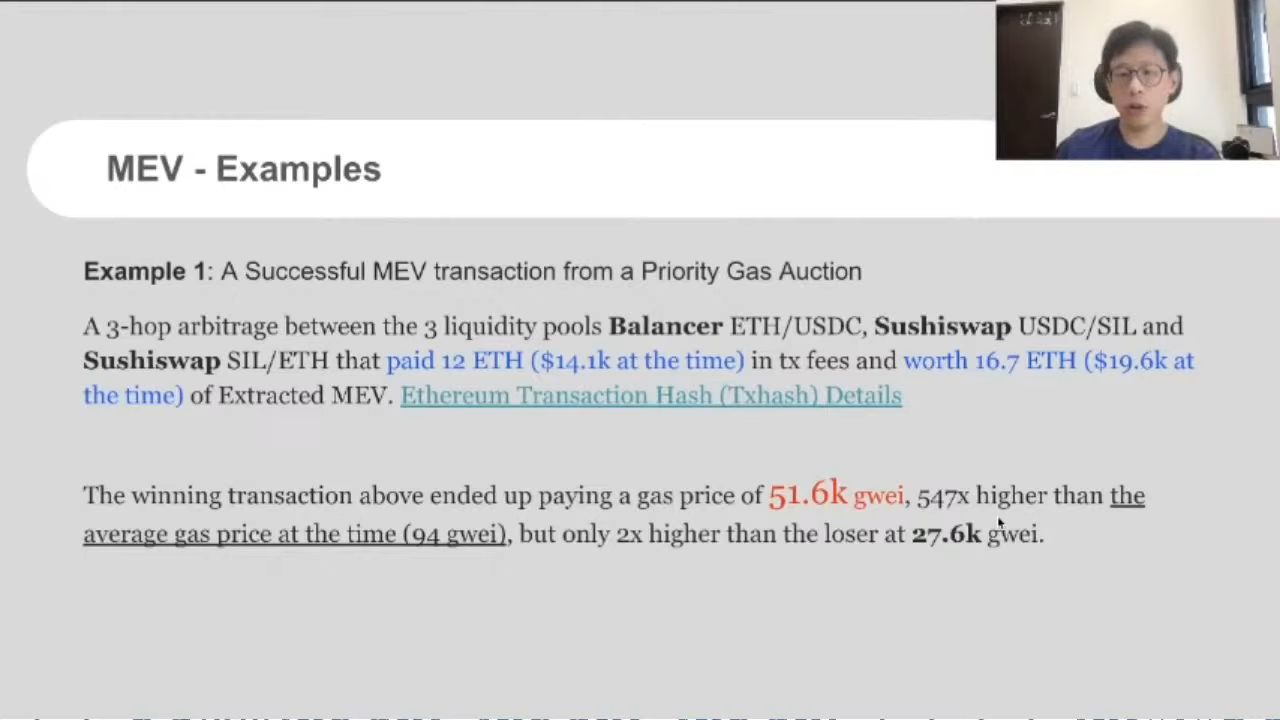 MEV - Examples
Example 1: A Successful MEV transaction from a Priority Gas Auction
A 3-hop arbitrage between the 3 liquidity pools Balancer ETH/USDC, Sushiswap USDC/SIL and
Sushiswap SIL/ETH that paid 12 ETH ($14.1k at the time) in tx fees and worth 16.7 ETH ($19.6k at
the time) of Extracted MEV. Ethereum Transaction Hash (Txhash) Details
The winning transaction above ended up paying a gas price of 51.6k gwei, 547x higher than the
average gas price at the time (94 gwei), but only 2x higher than the loser at 27.6k gwei.